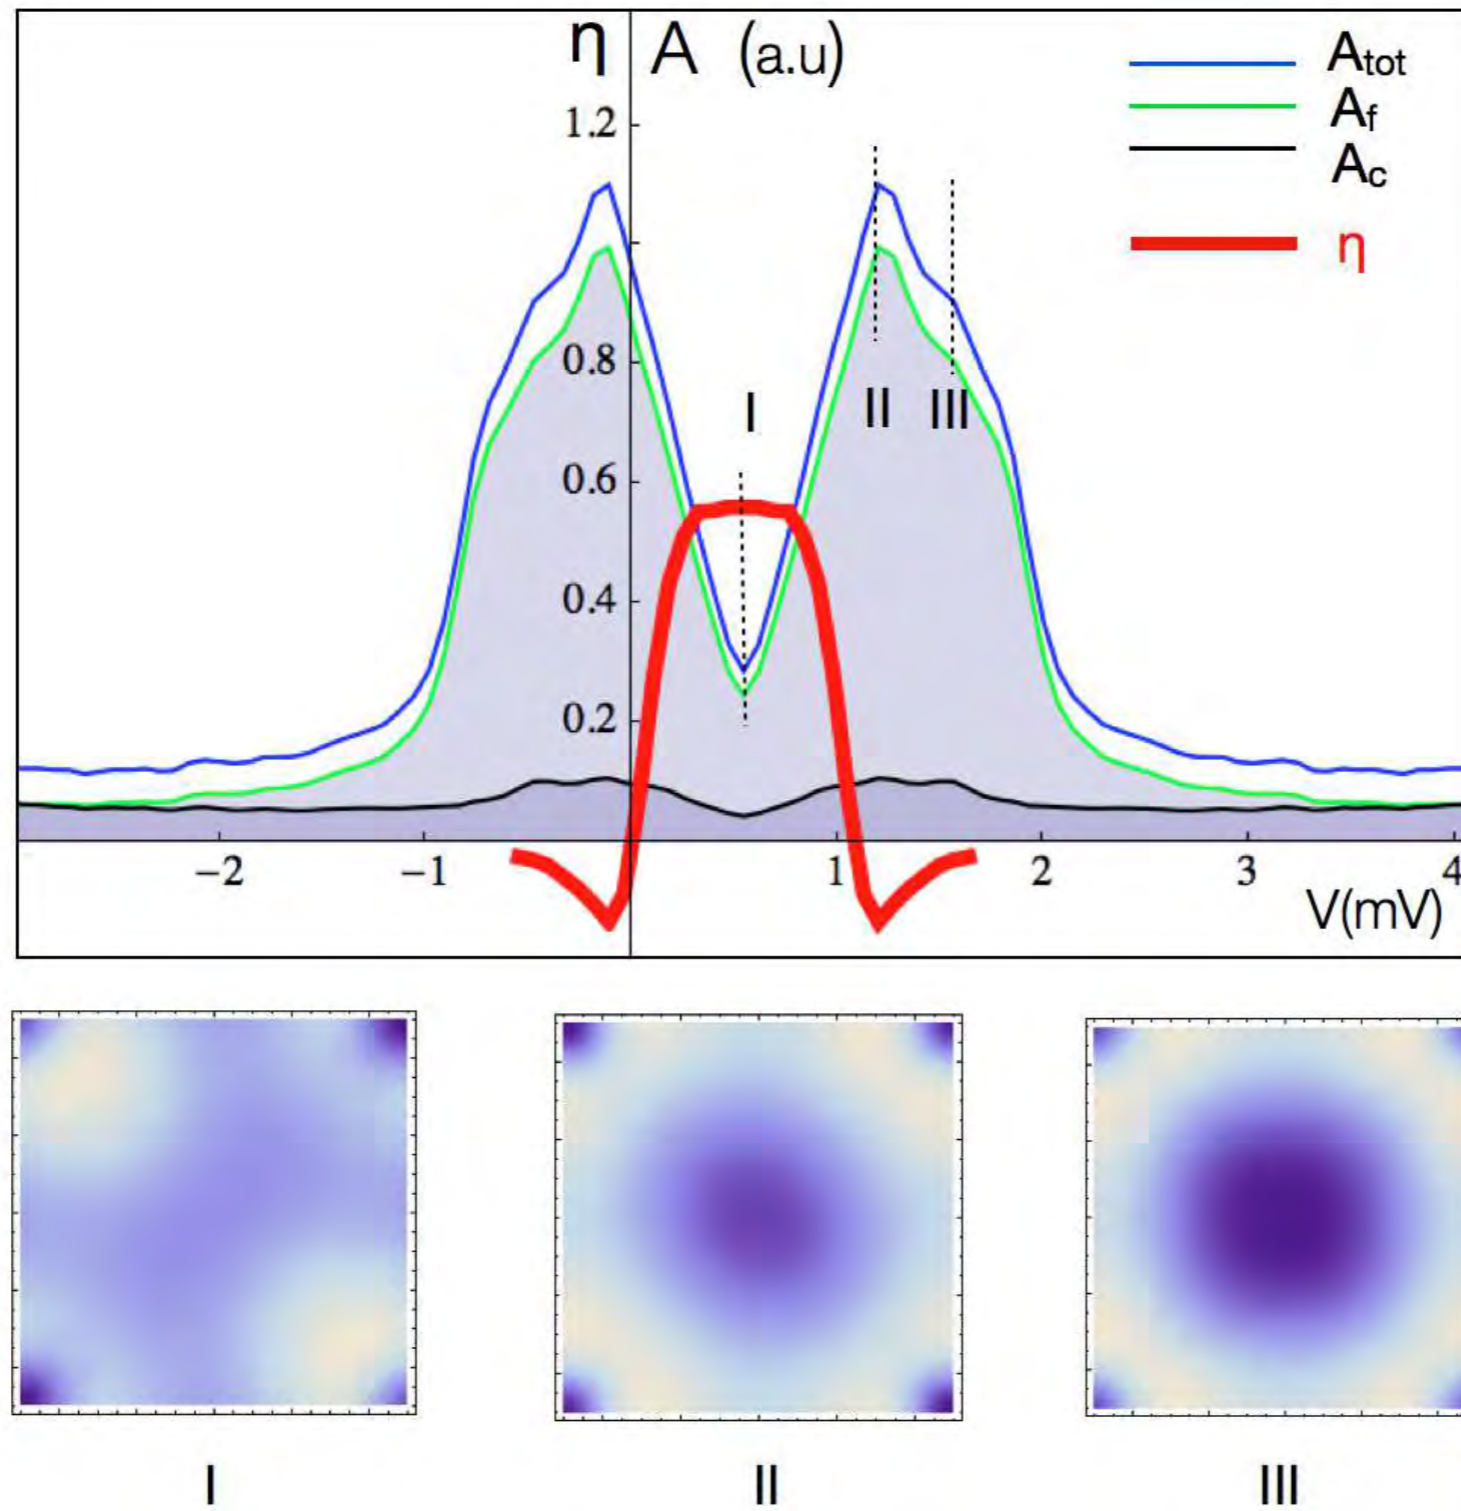 η A (a.u)
A_tot
A_f
A_c
η
1.2
0.8
0.6
0.4
0.2
I II III
−2 −1 1 2 3 4
V(mV)
I II III